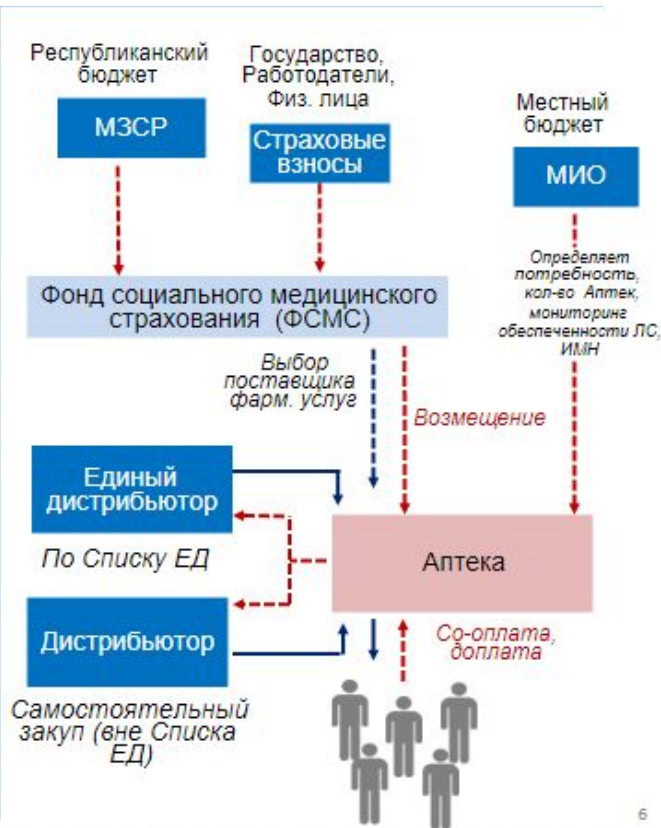 Республиканский
бюджет
МЗСР
Государство,
Работодатели,
Физ. лица
Страховые
взносы
Местный
бюджет
МИО
Определяет
потребность,
кол-во Аптек,
мониторинг
обеспеченности ЛС,
ИМН
Фонд социального медицинского
страхования (ФСМС)
Выбор
поставщика
фарм. услуг
Возмещение
Единый
дистрибьютор
По Списку ЕД
Аптека
Дистрибьютор
Со-оплата,
доплата
Самостоятельный
закуп (вне Списка
ЕД)
6